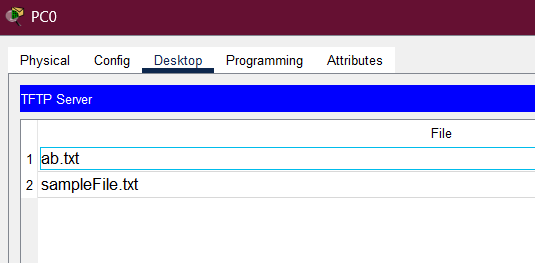 PC0
Physical Config Desktop Programming Attributes
TFTP Server
File
1 ab.txt
2 sampleFile.txt